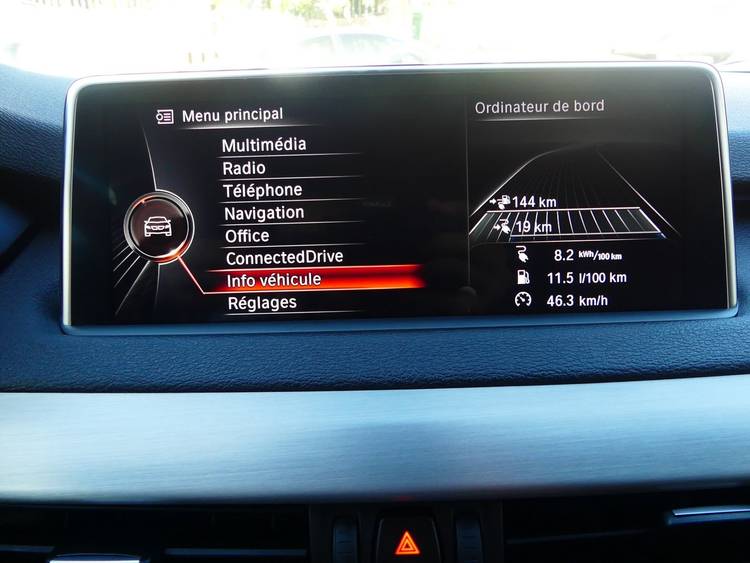 Menu principal
Multimédia
Radio
Téléphone
Navigation
Office
ConnectedDrive
Info véhicule
Réglages
Ordinateur de bord
144 km
19 km
8.2 kWh/100 km
11.5 l/100 km
46.3 km/h